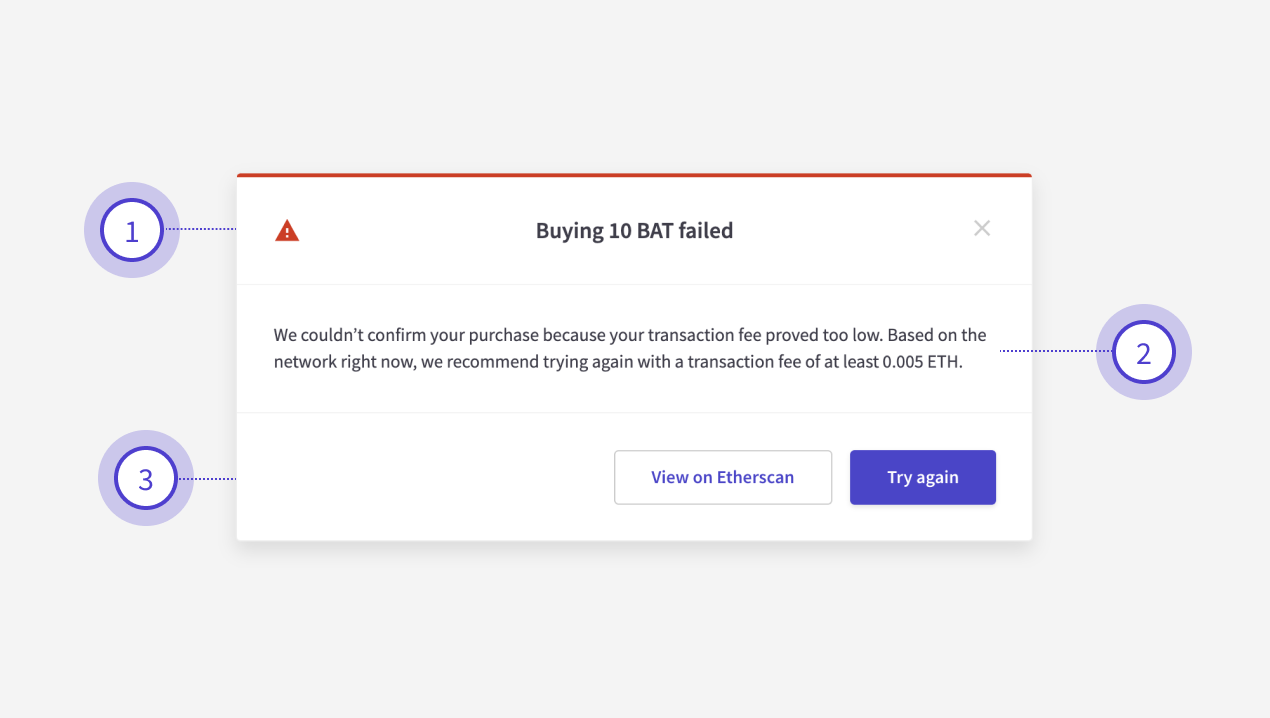 1
Buying 10 BAT failed
We couldn’t confirm your purchase because your transaction fee proved too low. Based on the
network right now, we recommend trying again with a transaction fee of at least 0.005 ETH.
2
3
View on Etherscan
Try again